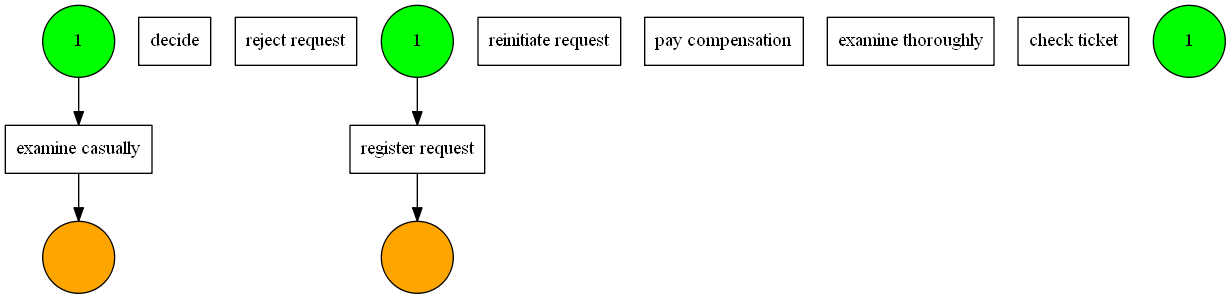 1
decide
reject request
1
reinitiate request
pay compensation
examine thoroughly
check ticket
1
examine casually
register request